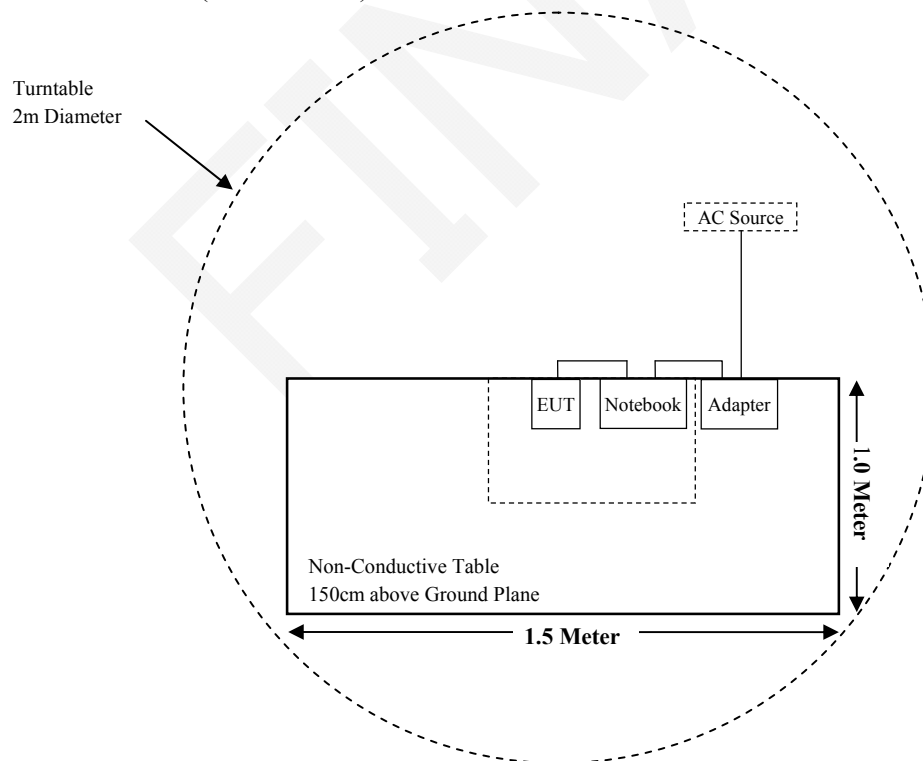 Turntable
2m Diameter
AC Source
EUT
Notebook
Adapter
1.0 Meter
Non-Conductive Table
150cm above Ground Plane
1.5 Meter